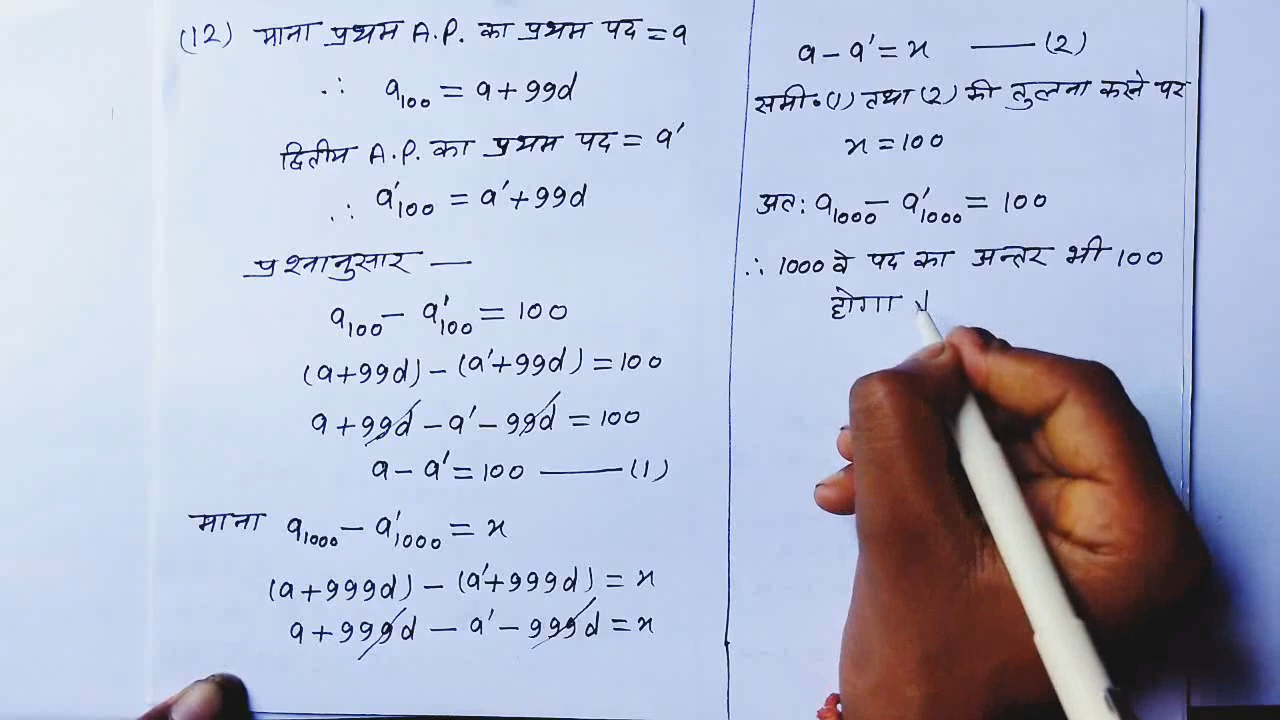 (12) माना प्रथम A.P. का प्रथम पद = a
∴ a₁₀₀ = a + 99d
द्वितीय A.P. का प्रथम पद = a'
∴ a'₁₀₀ = a' + 99d
प्रश्नानुसार —
a₁₀₀ - a'₁₀₀ = 100
(a + 99d) - (a' + 99d) = 100
a + 99d - a' - 99d = 100
a - a' = 100 —— (1)
माना a₁₀₀₀ - a'₁₀₀₀ = x
(a + 999d) - (a' + 999d) = x
a + 999d - a' - 999d = x
a - a' = x —— (2)
समी॰(1) तथा (2) की तुलना करने पर
x = 100
अतः a₁₀₀₀ - a'₁₀₀₀ = 100
∴ 1000 वे पद का अन्तर भी 100
होगा